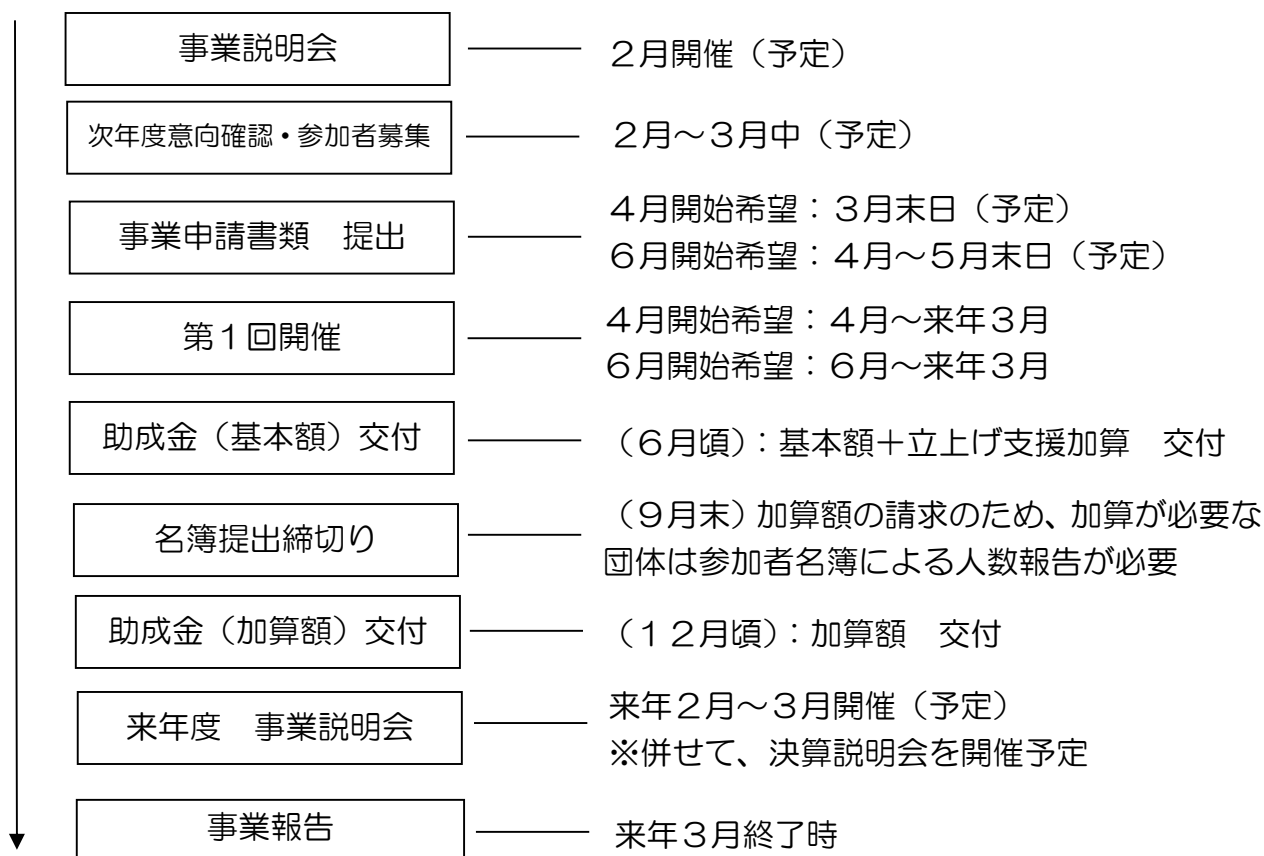 事業説明会
２月開催（予定）
次年度意向確認・参加者募集
２月～３月中（予定）
事業申請書類　提出
４月開始希望：３月末日（予定）
６月開始希望：４月～５月末日（予定）
第１回開催
４月開始希望：４月～来年３月
６月開始希望：６月～来年３月
助成金（基本額）交付
（６月頃）：基本額＋立上げ支援加算　交付
名簿提出締切り
（９月末）加算額の請求のため、加算が必要な
団体は参加者名簿による人数報告が必要
助成金（加算額）交付
（１２月頃）：加算額　交付
来年度　事業説明会
来年２月～３月開催（予定）
※併せて、決算説明会を開催予定
事業報告
来年３月終了時